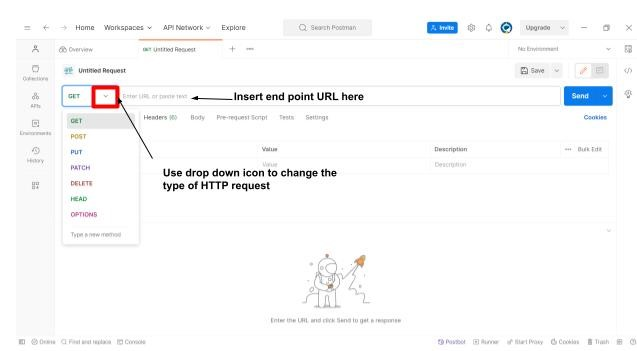 Home Workspaces API Network Explore Search Postman Invite Upgrade
Overview GET Untitled Request No Environment
Collections
Untitled Request Save
APIs
GET Enter URL or paste text Insert end point URL here Send
Environments
GET
Headers (6) Body Pre-request Script Tests Settings Cookies
POST
History
PUT
Value Description Bulk Edit
PATCH
Value Description
Use drop down icon to change the
type of HTTP request
DELETE
HEAD
OPTIONS
Type a new method
Enter the URL and click Send to get a response
Online Find and replace Console Postbot Runner Start Proxy Cookies Trash